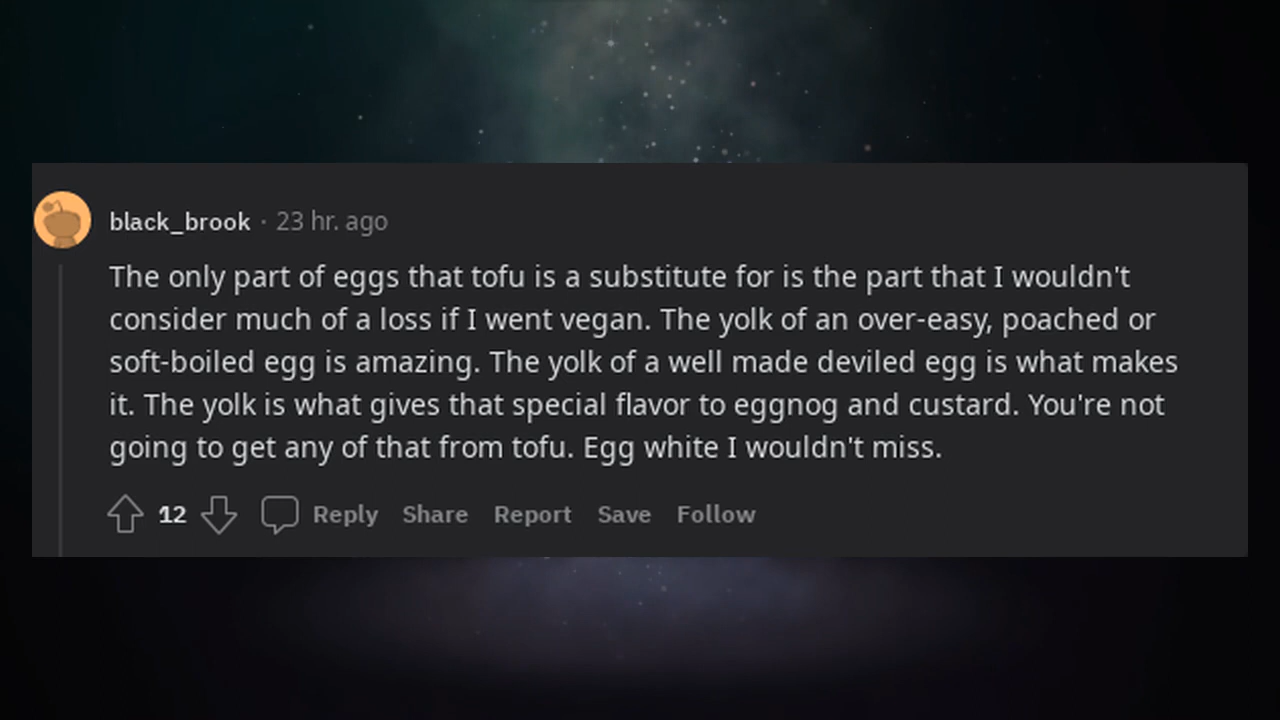 black_brook · 23 hr. ago
The only part of eggs that tofu is a substitute for is the part that I wouldn't
consider much of a loss if I went vegan. The yolk of an over-easy, poached or
soft-boiled egg is amazing. The yolk of a well made deviled egg is what makes
it. The yolk is what gives that special flavor to eggnog and custard. You're not
going to get any of that from tofu. Egg white I wouldn't miss.
12 Reply Share Report Save Follow